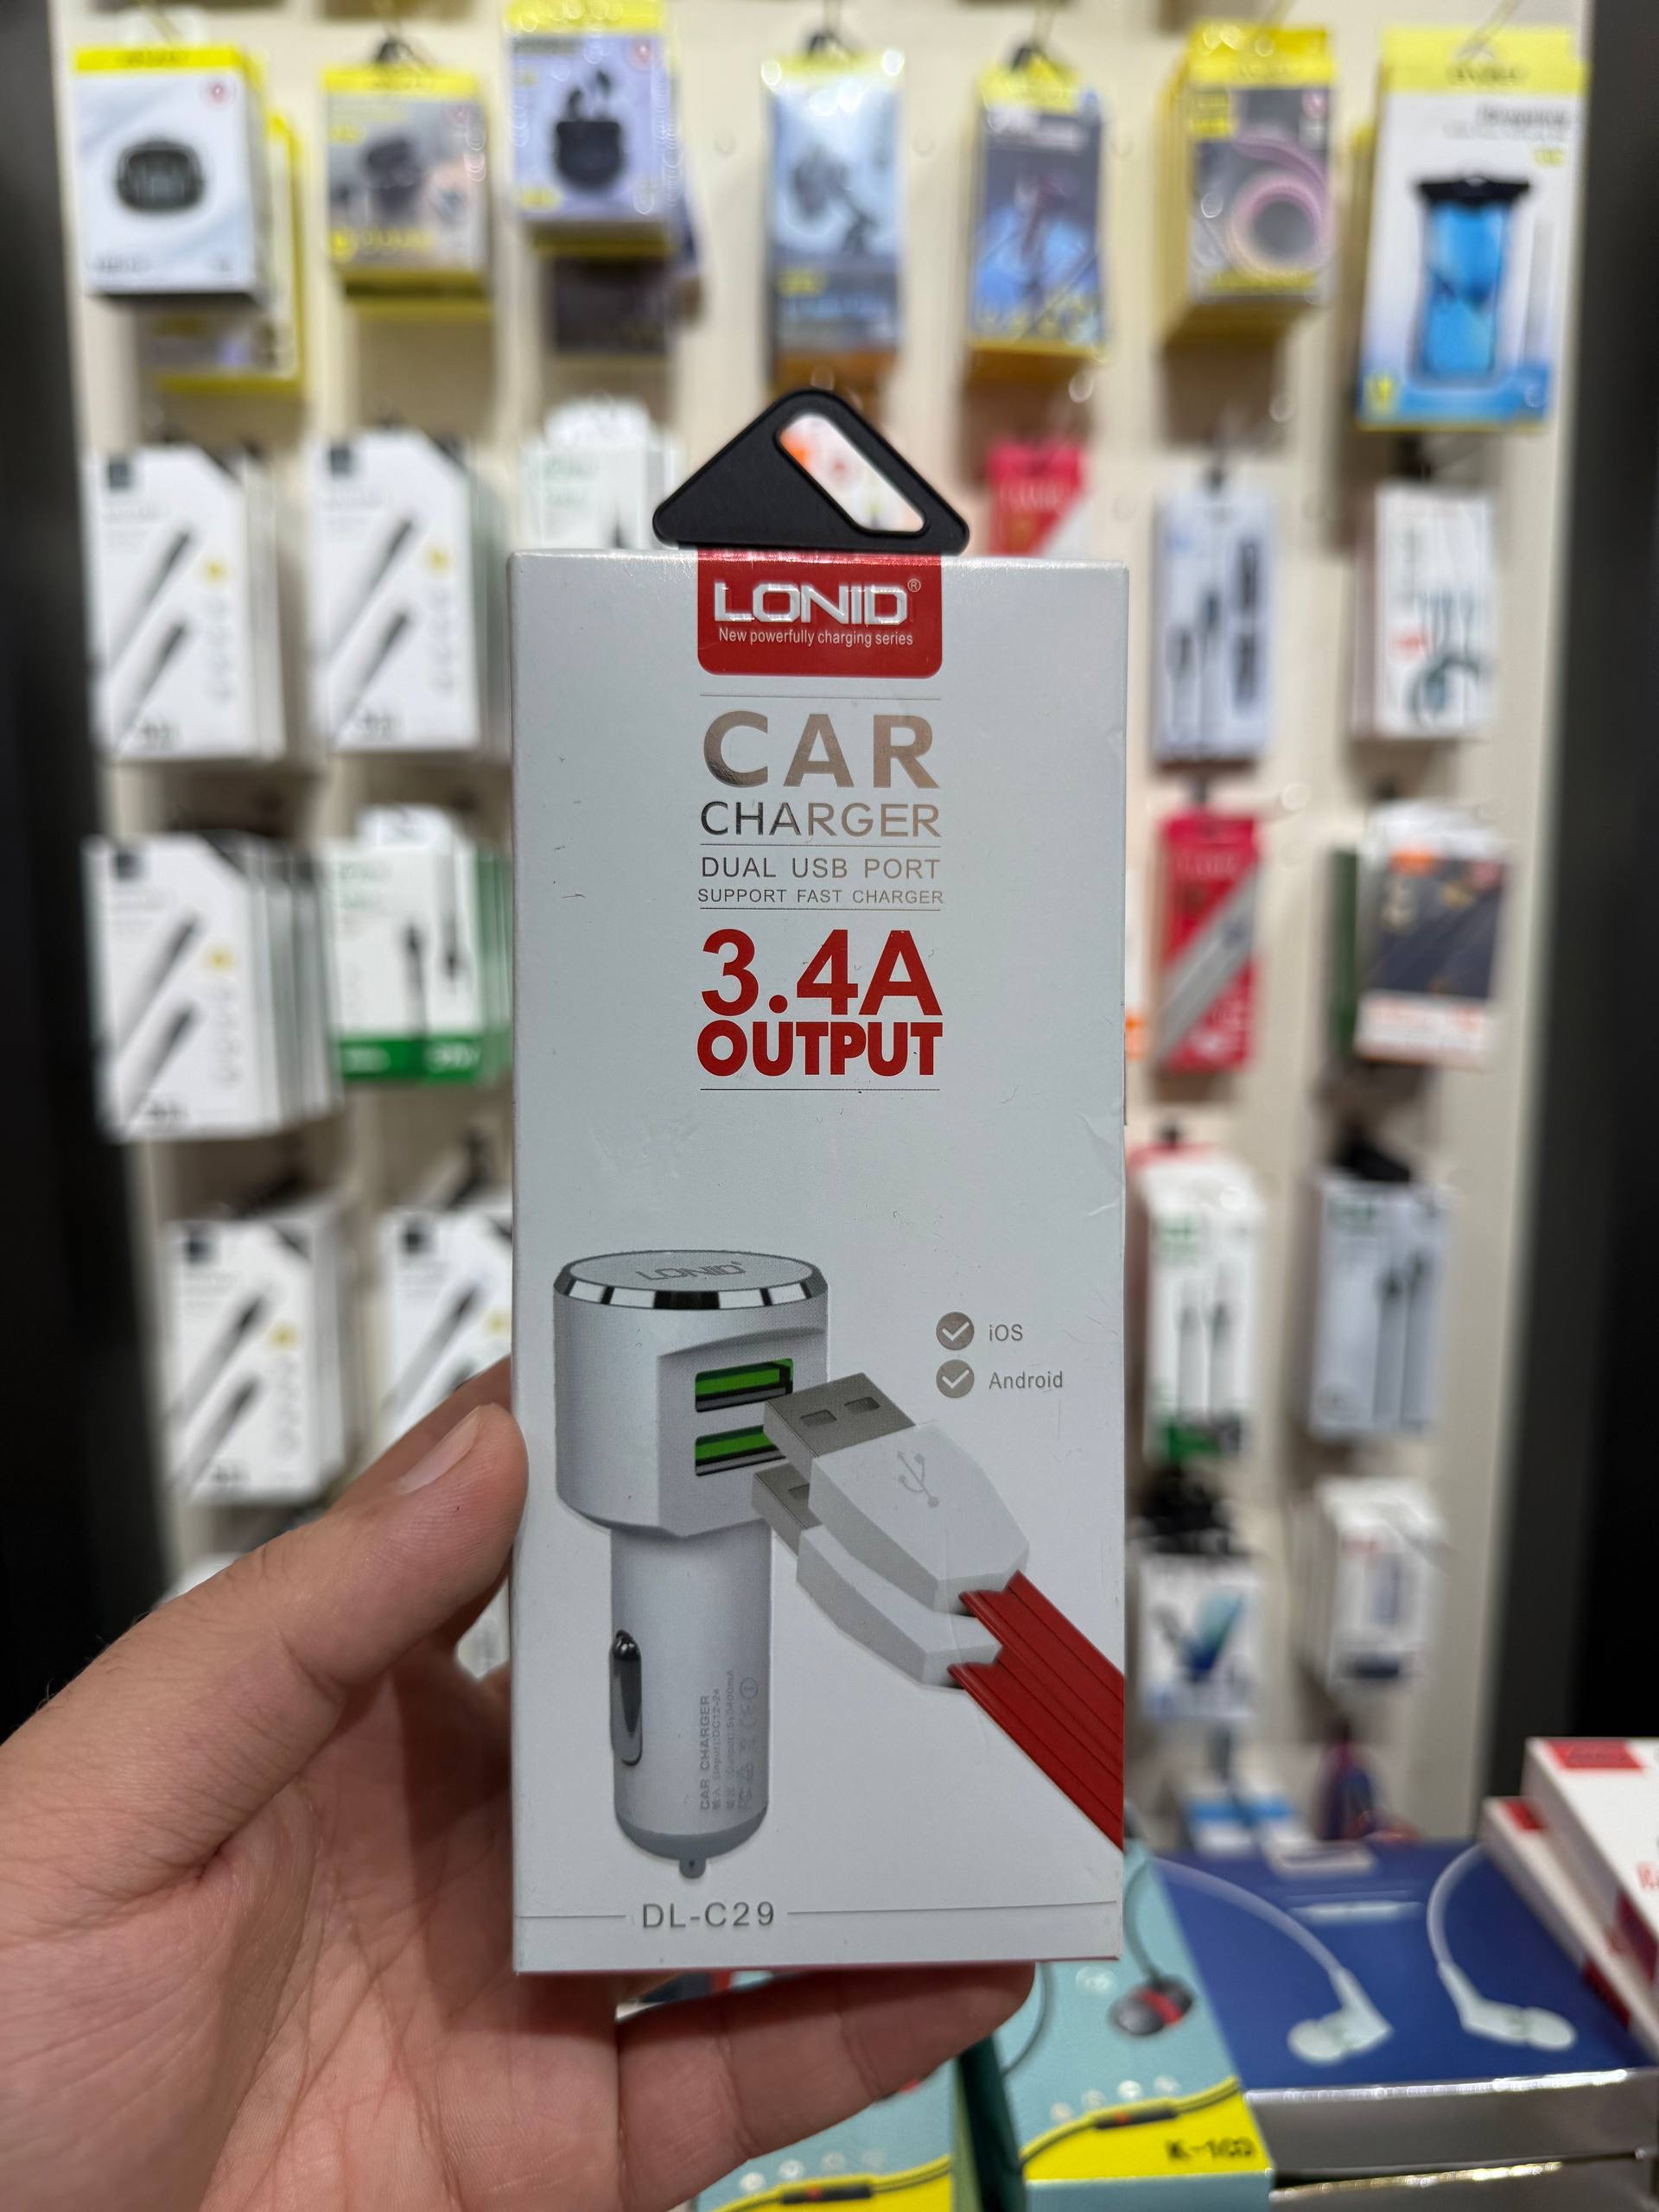 LONID®
New powerfully charging series
CAR
CHARGER
DUAL USB PORT
SUPPORT FAST CHARGER
3.4A
OUTPUT
LONID
iOS
Android
CAR CHARGER
DL-C29
K-100